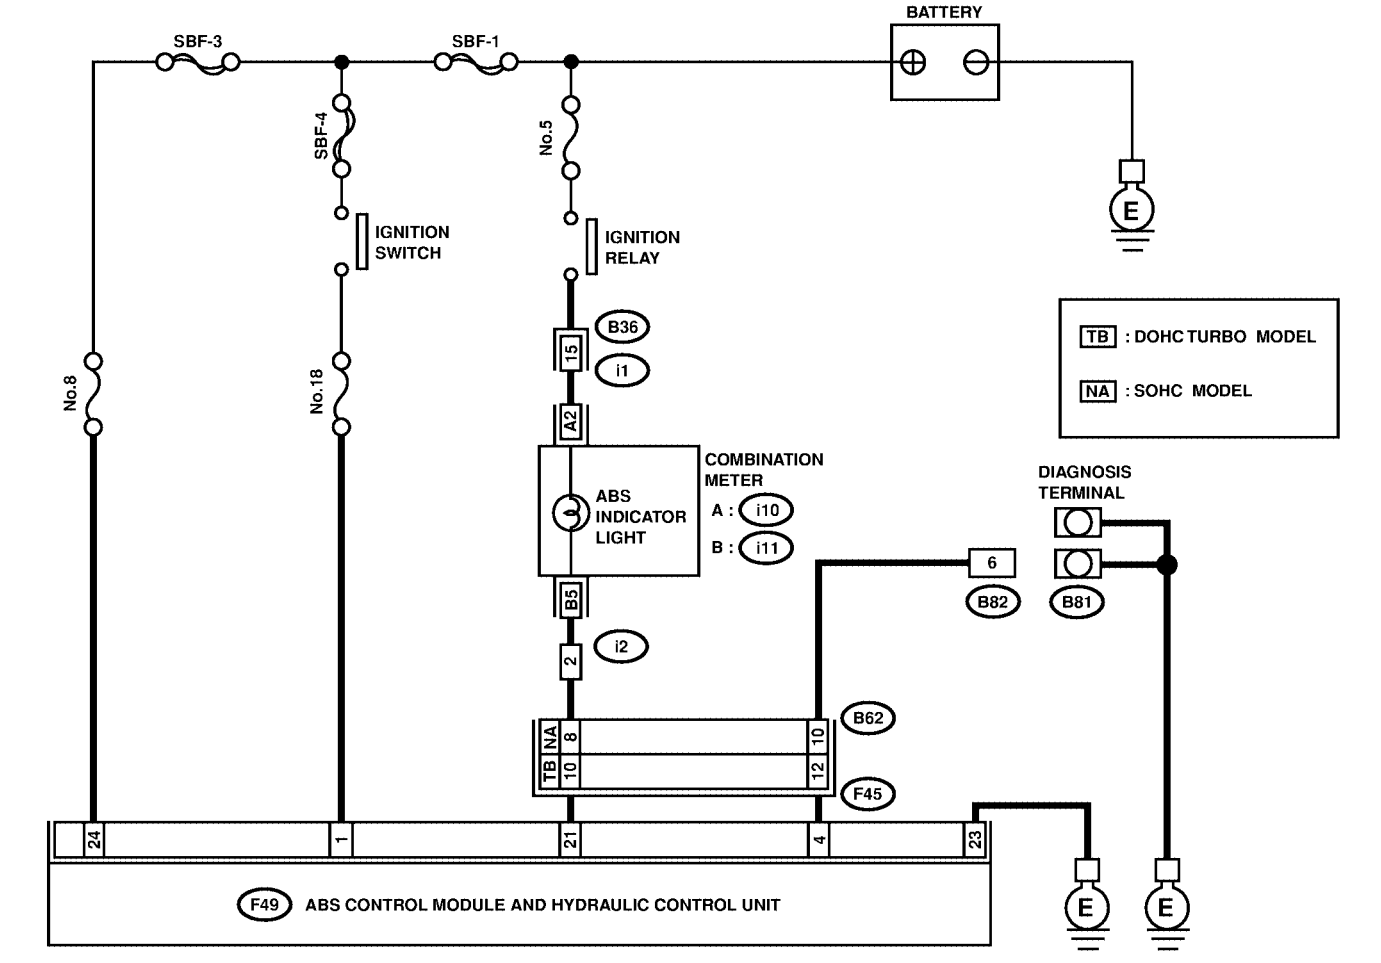 BATTERY
SBF-3
SBF-1
SBF-4
No.5
E
IGNITION
SWITCH
IGNITION
RELAY
B36
15
i1
TB : DOHC TURBO MODEL
NA : SOHC MODEL
No.8
No.18
A2
COMBINATION
METER
A : i10
B : i11
ABS
INDICATOR
LIGHT
DIAGNOSIS
TERMINAL
6
B82
B81
B5
2
i2
NA 8 10
B62
TB 10 12
F45
24 1 21 4 23
F49 ABS CONTROL MODULE AND HYDRAULIC CONTROL UNIT
E E